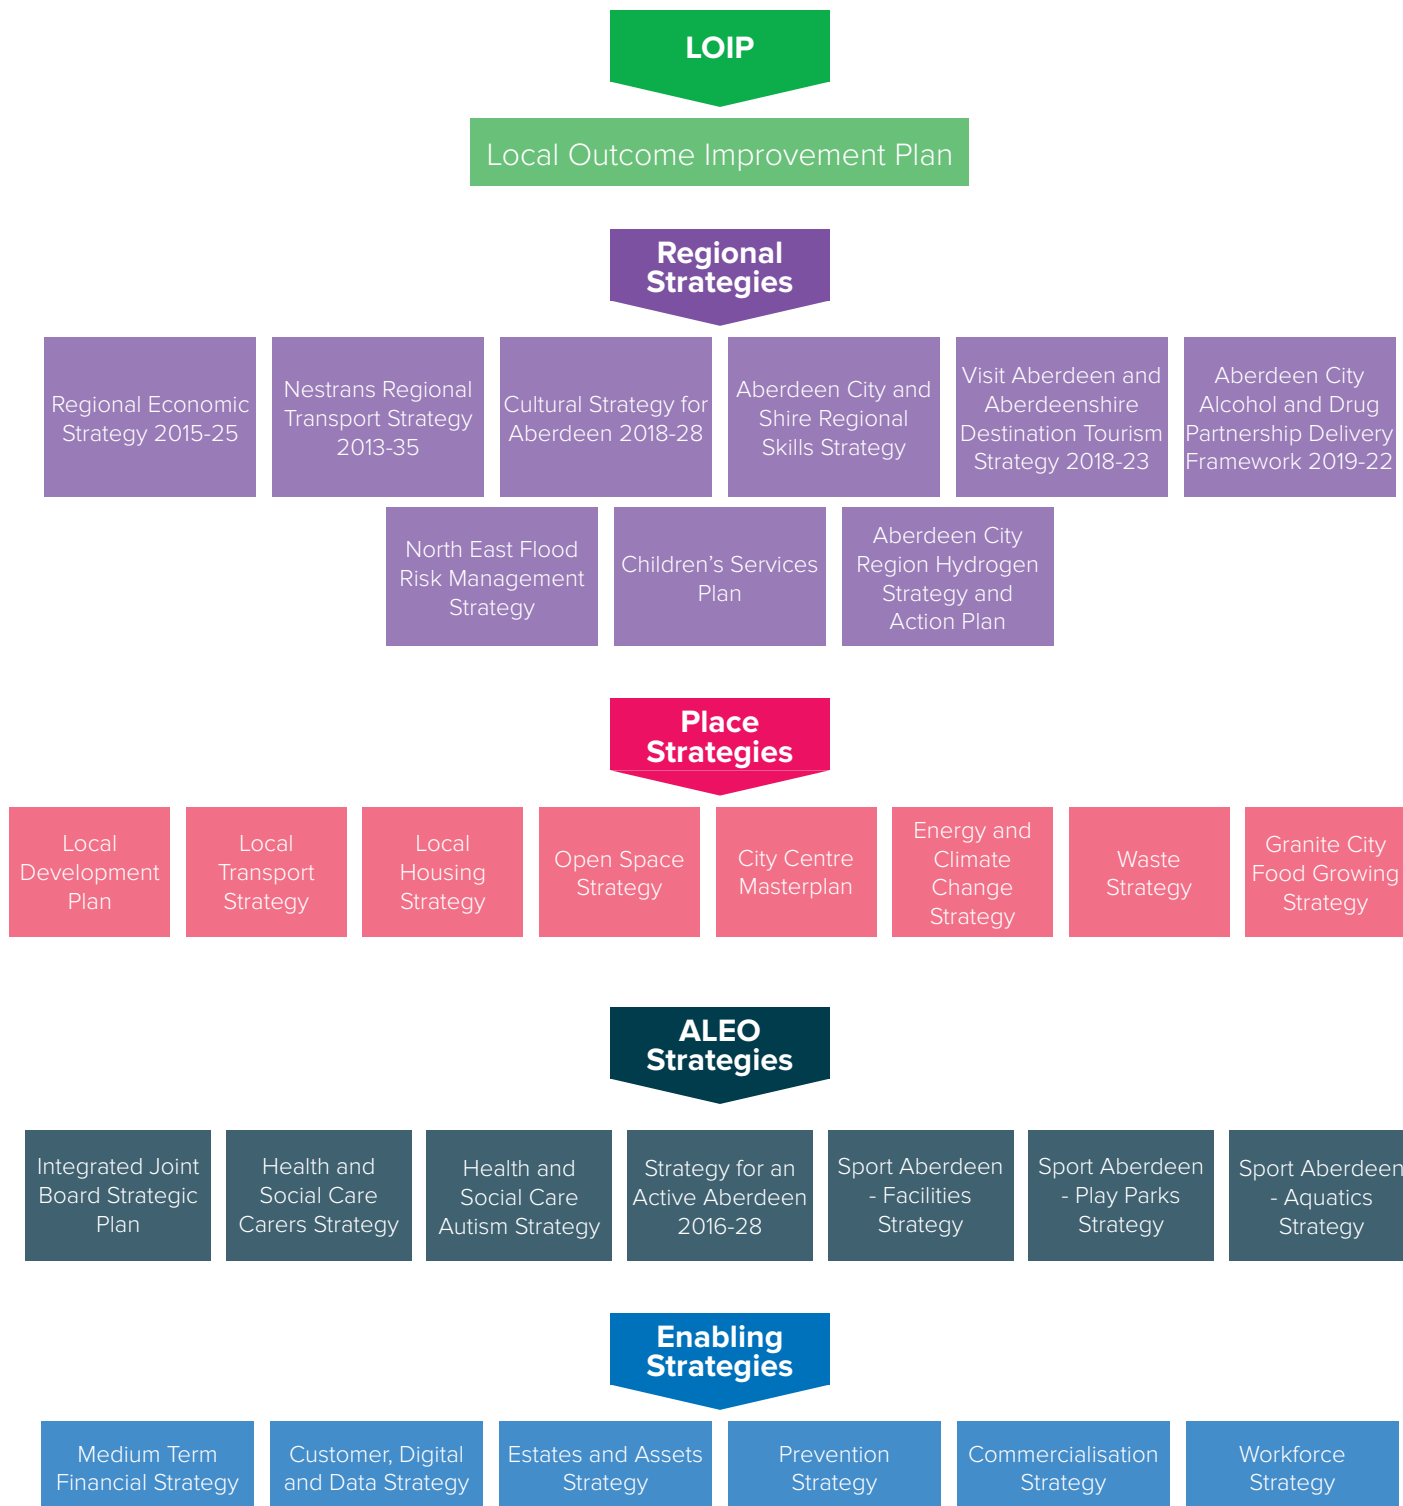 LOIP
Local Outcome Improvement Plan
Regional
Strategies
Regional Economic
Strategy 2015-25
Nestrans Regional
Transport Strategy
2013-35
Cultural Strategy for
Aberdeen 2018-28
Aberdeen City and
Shire Regional
Skills Strategy
Visit Aberdeen and
Aberdeenshire
Destination Tourism
Strategy 2018-23
Aberdeen City
Alcohol and Drug
Partnership Delivery
Framework 2019-22
North East Flood
Risk Management
Strategy
Children’s Services
Plan
Aberdeen City
Region Hydrogen
Strategy and
Action Plan
Place
Strategies
Local
Development
Plan
Local
Transport
Strategy
Local
Housing
Strategy
Open Space
Strategy
City Centre
Masterplan
Energy and
Climate
Change
Strategy
Waste
Strategy
Granite City
Food Growing
Strategy
ALEO
Strategies
Integrated Joint
Board Strategic
Plan
Health and
Social Care
Carers Strategy
Health and
Social Care
Autism Strategy
Strategy for an
Active Aberdeen
2016-28
Sport Aberdeen
- Facilities
Strategy
Sport Aberdeen
- Play Parks
Strategy
Sport Aberdeen
- Aquatics
Strategy
Enabling
Strategies
Medium Term
Financial Strategy
Customer, Digital
and Data Strategy
Estates and Assets
Strategy
Prevention
Strategy
Commercialisation
Strategy
Workforce
Strategy